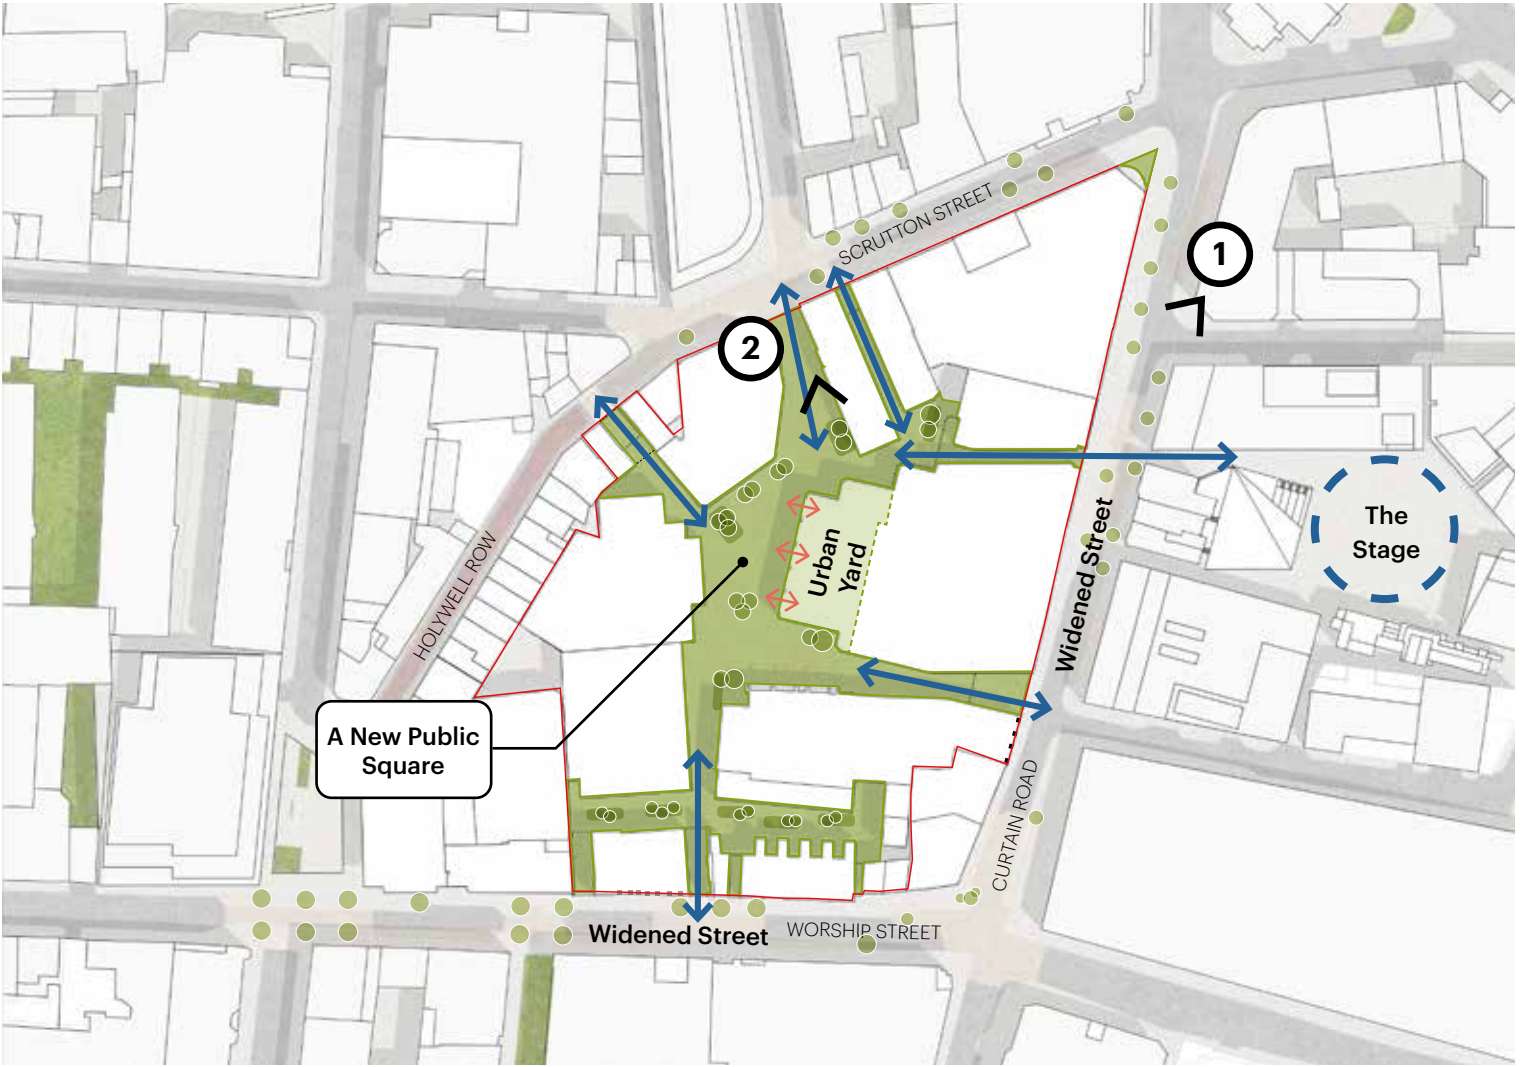 SCRUTTON STREET
1
2
The
Stage
Urban
Yard
Widened Street
HOLYWELL ROW
A New Public
Square
CURTAIN ROAD
Widened Street
WORSHIP STREET